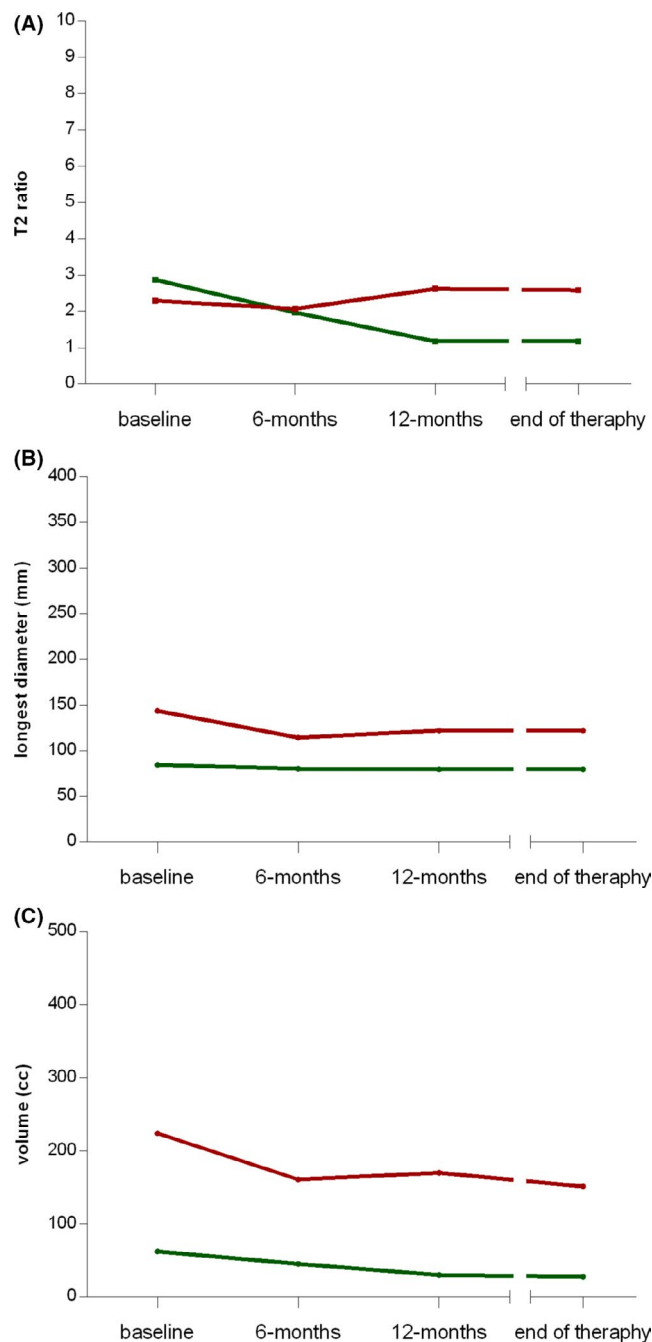 (A)
T2 ratio
10
9
8
7
6
5
4
3
2
1
0
baseline 6-months 12-months end of theraphy
(B)
longest diameter (mm)
400
350
300
250
200
150
100
50
0
baseline 6-months 12-months end of theraphy
(C)
volume (cc)
500
400
300
200
100
0
baseline 6-months 12-months end of theraphy